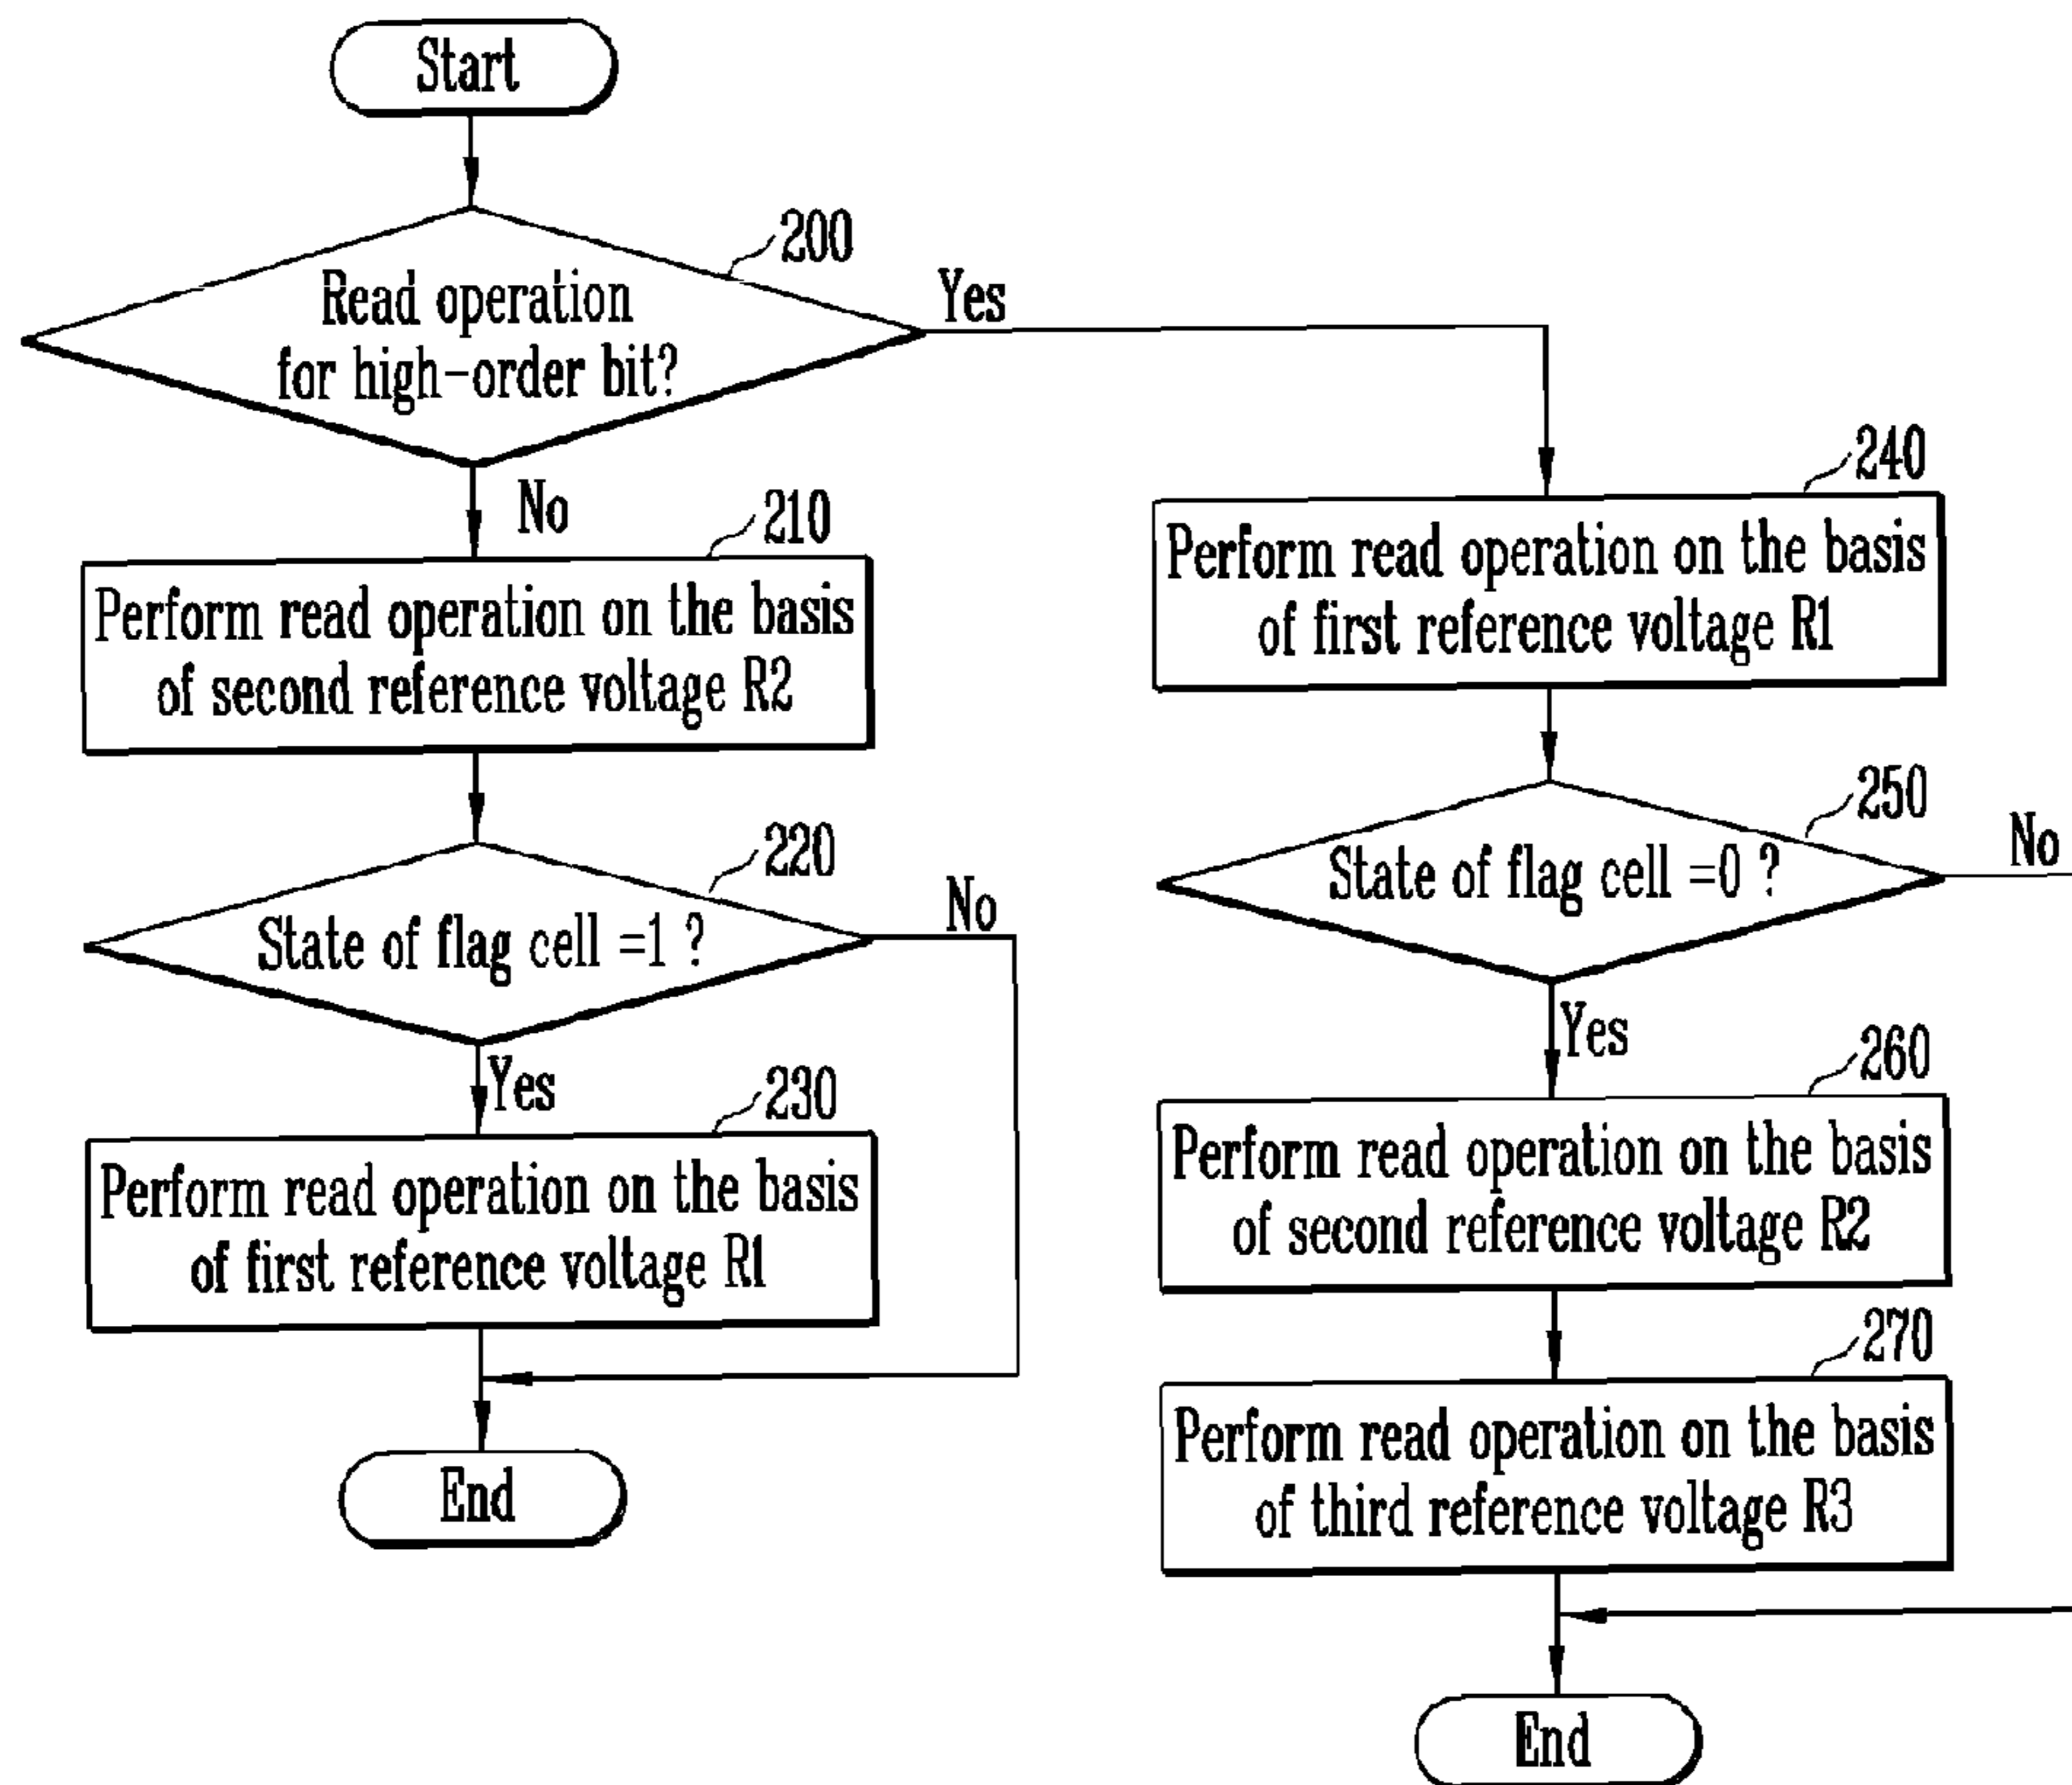 Start
200
Read operation
for high-order bit?
Yes
No
210
Perform read operation on the basis
of second reference voltage R2
220
State of flag cell =1 ?
No
Yes
230
Perform read operation on the basis
of first reference voltage R1
End
240
Perform read operation on the basis
of first reference voltage R1
250
State of flag cell =0 ?
No
Yes
260
Perform read operation on the basis
of second reference voltage R2
270
Perform read operation on the basis
of third reference voltage R3
End